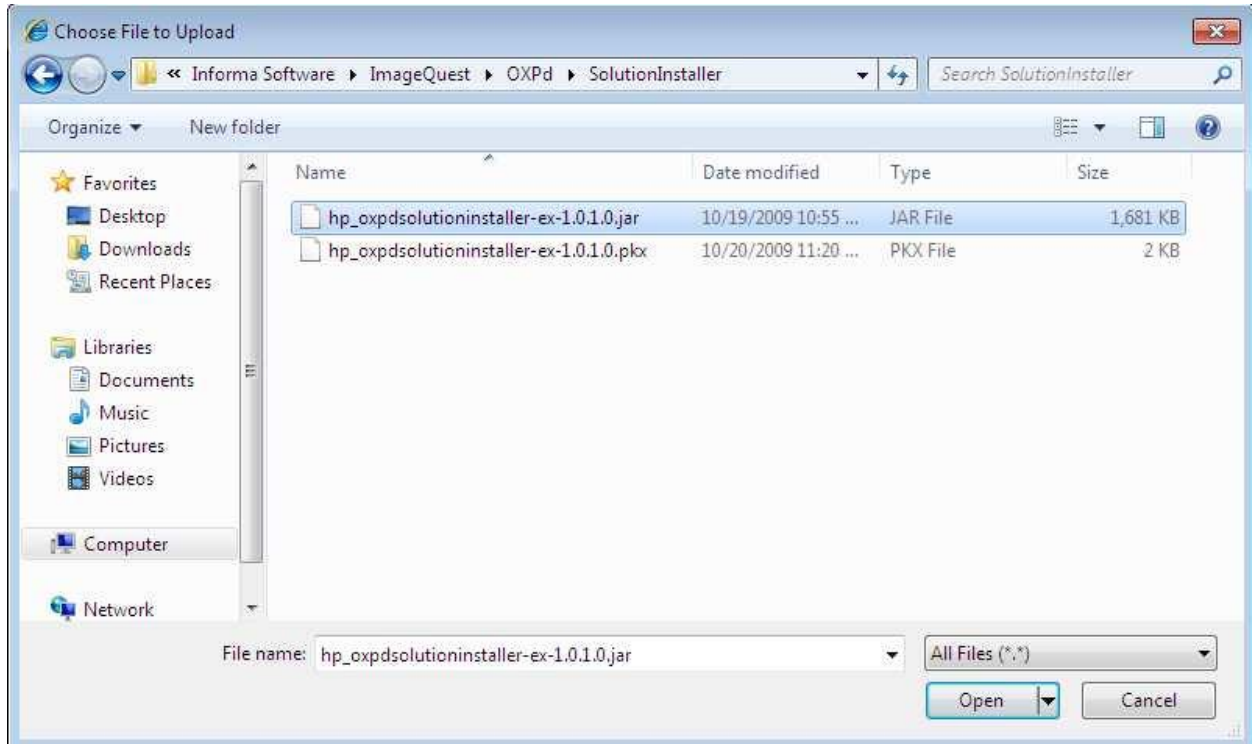 Choose File to Upload
« Informa Software ▸ ImageQuest ▸ OXPd ▸ SolutionInstaller
Search SolutionInstaller
Organize ▾ New folder
Favorites
Desktop
Downloads
Recent Places
Libraries
Documents
Music
Pictures
Videos
Computer
Network
Name Date modified Type Size
hp_oxpdsolutioninstaller-ex-1.0.1.0.jar 10/19/2009 10:55 ... JAR File 1,681 KB
hp_oxpdsolutioninstaller-ex-1.0.1.0.pkx 10/20/2009 11:20 ... PKX File 2 KB
File name: hp_oxpdsolutioninstaller-ex-1.0.1.0.jar All Files (*.*)
Open Cancel